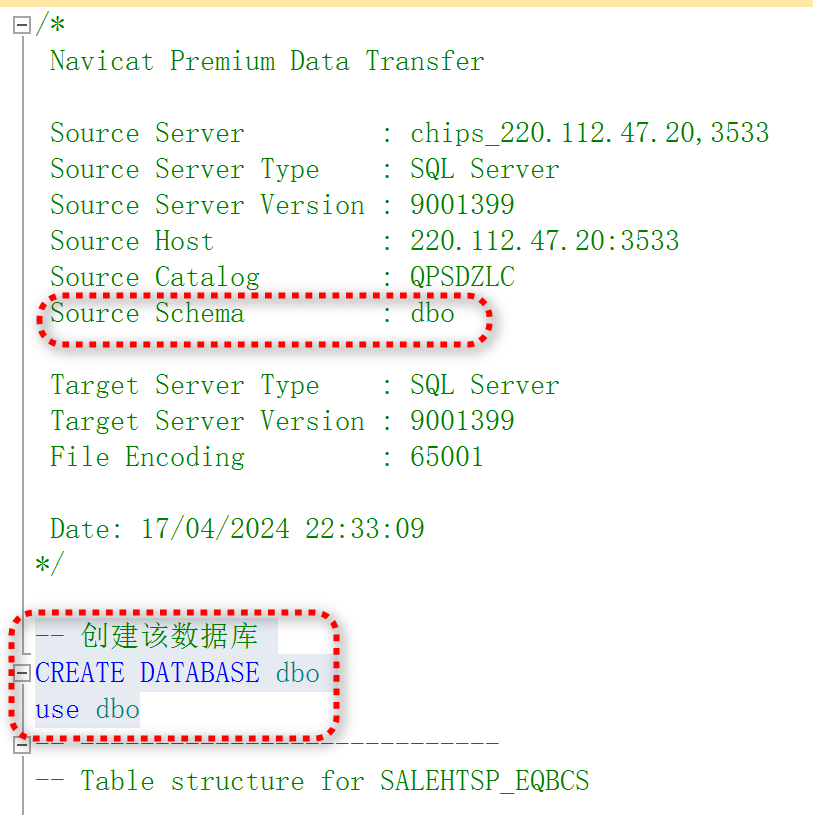 /*
Navicat Premium Data Transfer
Source Server : chips_220.112.47.20,3533
Source Server Type : SQL Server
Source Server Version : 9001399
Source Host : 220.112.47.20:3533
Source Catalog : QPSDZLC
Source Schema : dbo
Target Server Type : SQL Server
Target Server Version : 9001399
File Encoding : 65001
Date: 17/04/2024 22:33:09
*/
-- 创建该数据库
CREATE DATABASE dbo
use dbo
-- ----------------------------
-- Table structure for SALEHTSP_EQBCS